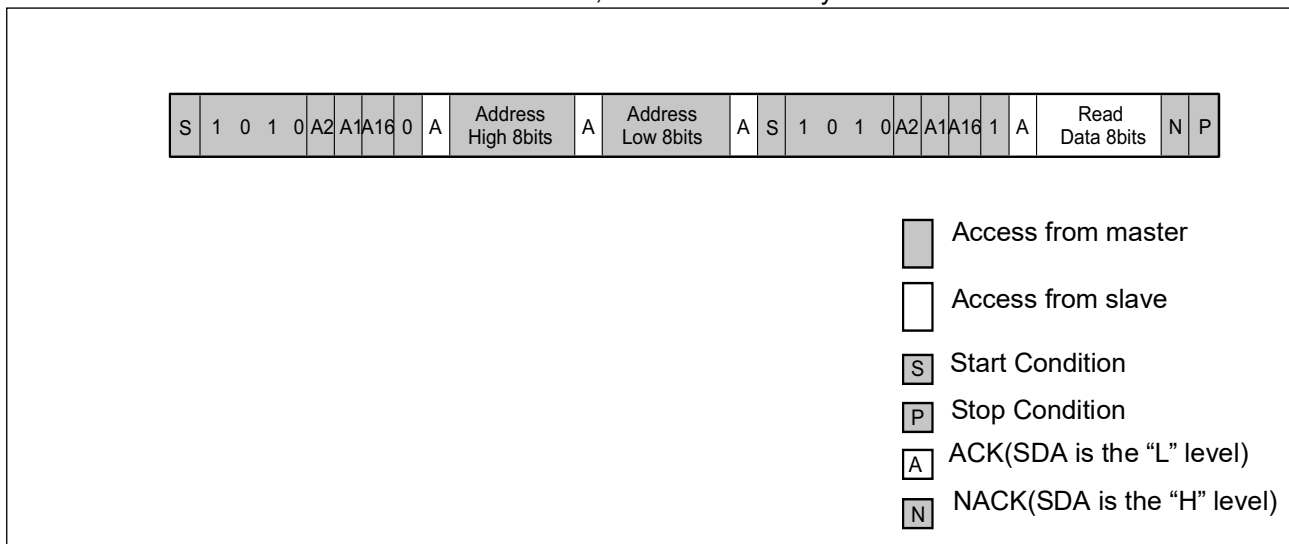 S 1 0 1 0 A2 A1 A16 0 A Address High 8bits A Address Low 8bits A S 1 0 1 0 A2 A1 A16 1 A Read Data 8bits N P
Access from master
Access from slave
S Start Condition
P Stop Condition
A ACK(SDA is the “L” level)
N NACK(SDA is the “H” level)